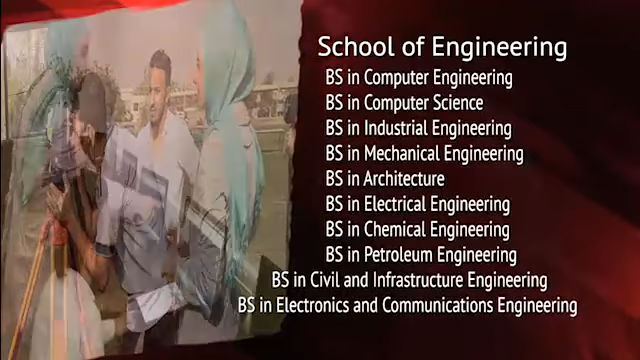 School of Engineering
BS in Computer Engineering
BS in Computer Science
BS in Industrial Engineering
BS in Mechanical Engineering
BS in Architecture
BS in Electrical Engineering
BS in Chemical Engineering
BS in Petroleum Engineering
BS in Civil and Infrastructure Engineering
BS in Electronics and Communications Engineering